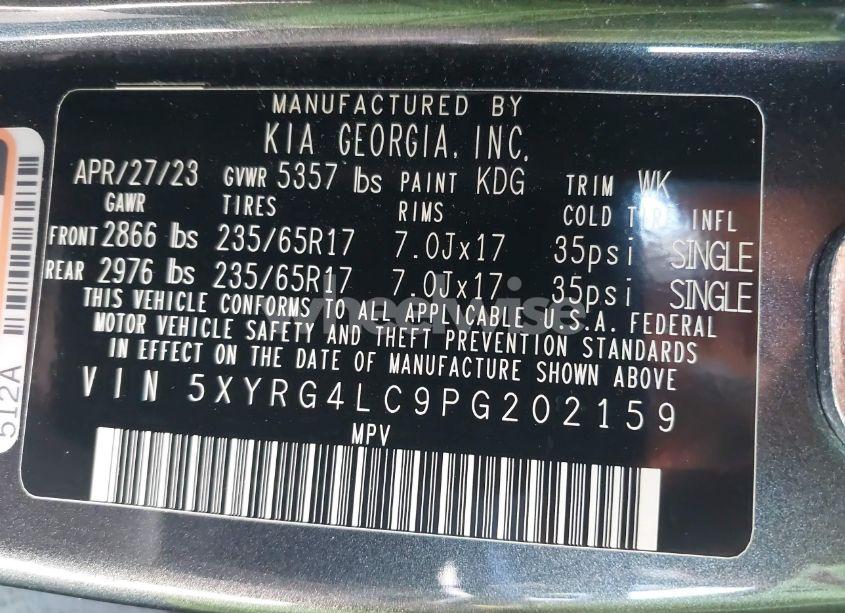 MANUFACTURED BY
KIA GEORGIA, INC.
APR/27/23 GVWR 5357 lbs PAINT KDG TRIM WK
GAWR TIRES RIMS COLD TIRE INFL
FRONT 2866 lbs 235/65R17 7.0Jx17 35psi SINGLE
REAR 2976 lbs 235/65R17 7.0Jx17 35psi SINGLE
THIS VEHICLE CONFORMS TO ALL APPLICABLE U.S.A. FEDERAL
MOTOR VEHICLE SAFETY AND THEFT PREVENTION STANDARDS
IN EFFECT ON THE DATE OF MANUFACTURE SHOWN ABOVE
VIN 5XYRG4LC9PG202159
MPV
512A
wheelwise